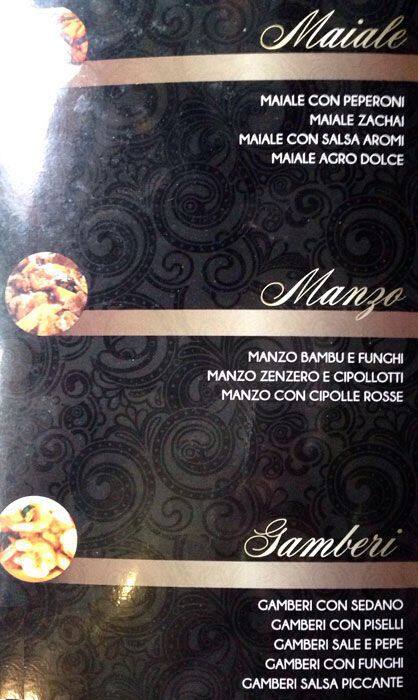 Maiale
MAIALE CON PEPERONI
MAIALE ZACHAI
MAIALE CON SALSA AROMI
MAIALE AGRO DOLCE
Manzo
MANZO BAMBU E FUNGHI
MANZO ZENZERO E CIPOLLOTTI
MANZO CON CIPOLLE ROSSE
Gamberi
GAMBERI CON SEDANO
GAMBERI CON PISELLI
GAMBERI SALE E PEPE
GAMBERI CON FUNGHI
GAMBERI SALSA PICCANTE